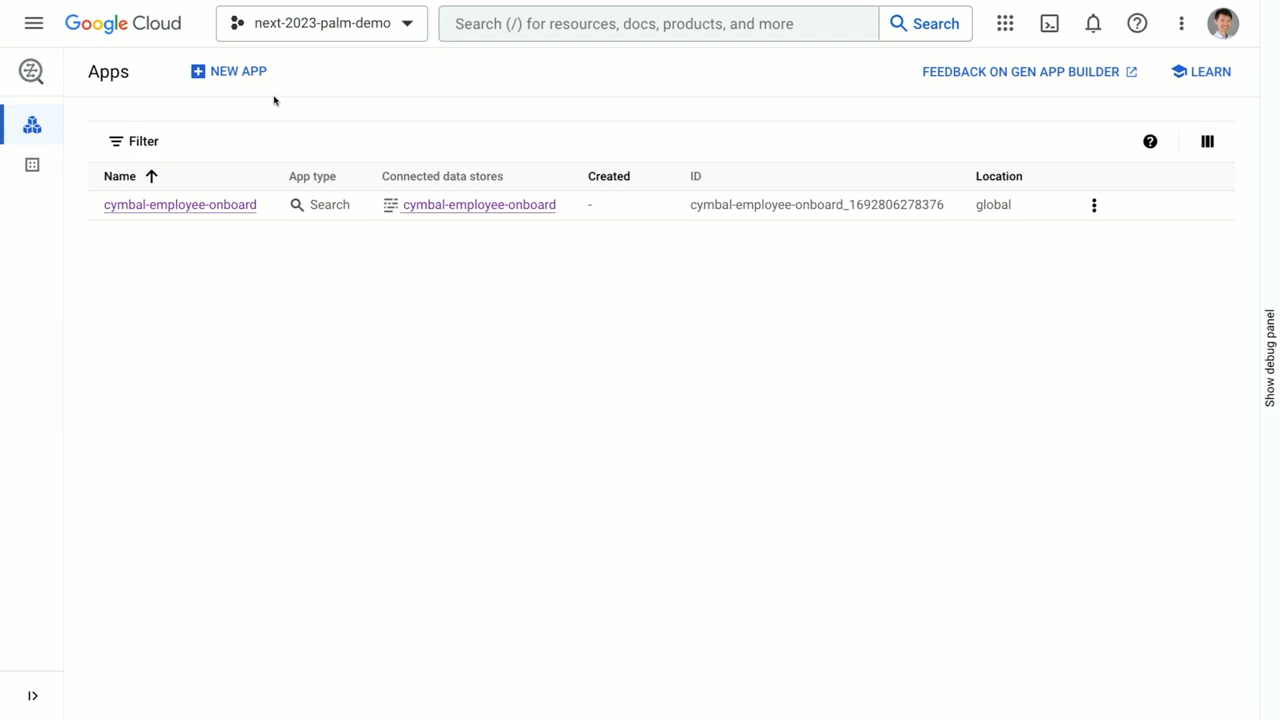 Google Cloud
next-2023-palm-demo
Search (/) for resources, docs, products, and more
Search
Apps
NEW APP
FEEDBACK ON GEN APP BUILDER
LEARN
Filter
Name
App type
Connected data stores
Created
ID
Location
cymbal-employee-onboard
Search
cymbal-employee-onboard
-
cymbal-employee-onboard_1692806278376
global
Show debug panel